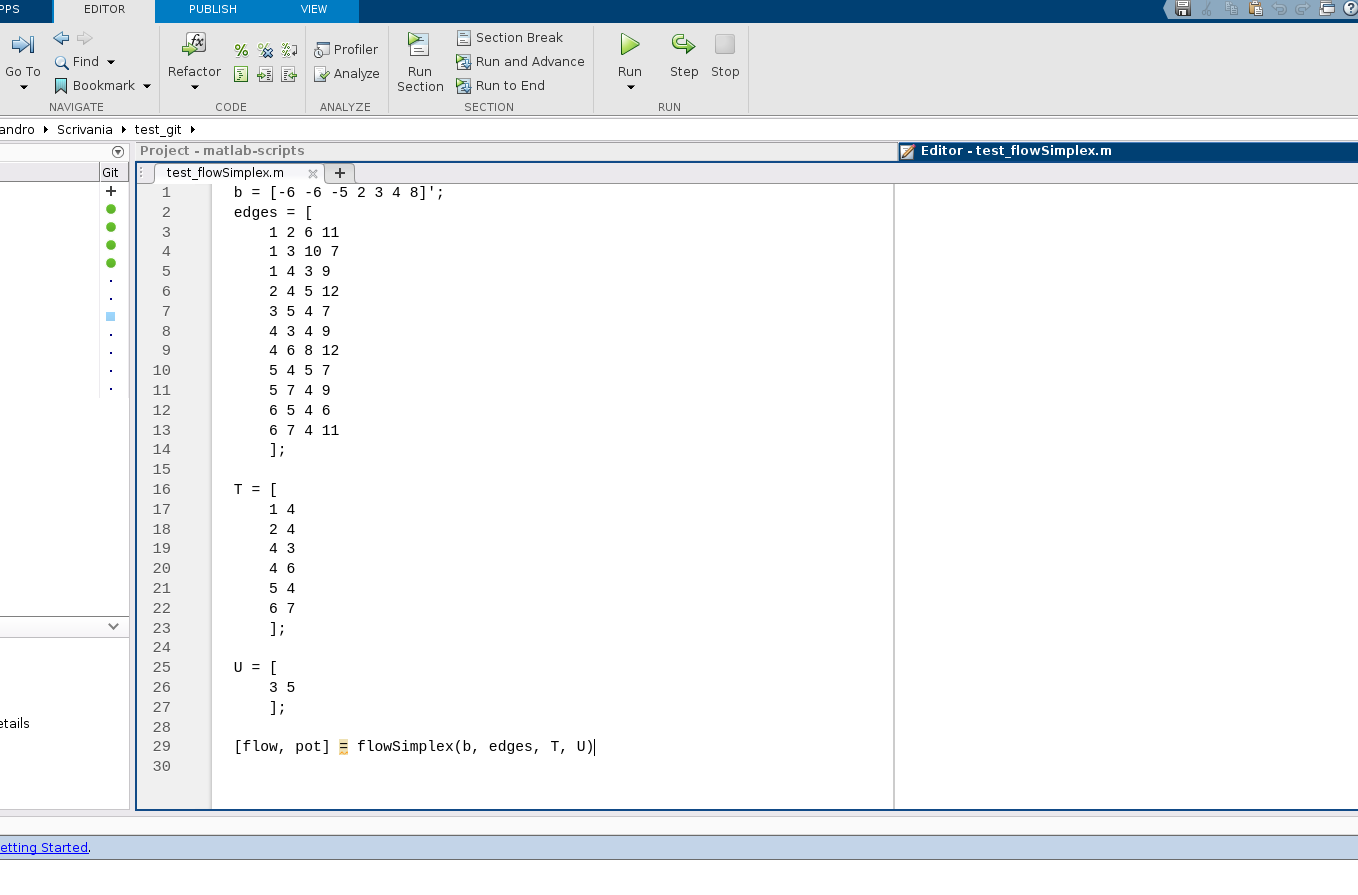 PPS EDITOR PUBLISH VIEW
Go To
Find
Bookmark
NAVIGATE
fx
Refactor
CODE
Profiler
Analyze
ANALYZE
Run
Section
Section Break
Run and Advance
Run to End
SECTION
Run
Step
Stop
RUN
andro Scrivania test_git
Git
Project - matlab-scripts
Editor - test_flowSimplex.m
test_flowSimplex.m
1 b = [-6 -6 -5 2 3 4 8]';
2 edges = [
3 1 2 6 11
4 1 3 10 7
5 1 4 3 9
6 2 4 5 12
7 3 5 4 7
8 4 3 4 9
9 4 6 8 12
10 5 4 5 7
11 5 7 4 9
12 6 5 4 6
13 6 7 4 11
14 ];
15
16 T = [
17 1 4
18 2 4
19 4 3
20 4 6
21 5 4
22 6 7
23 ];
24
25 U = [
26 3 5
27 ];
28
29 [flow, pot] = flowSimplex(b, edges, T, U)
30
etails
etting Started.